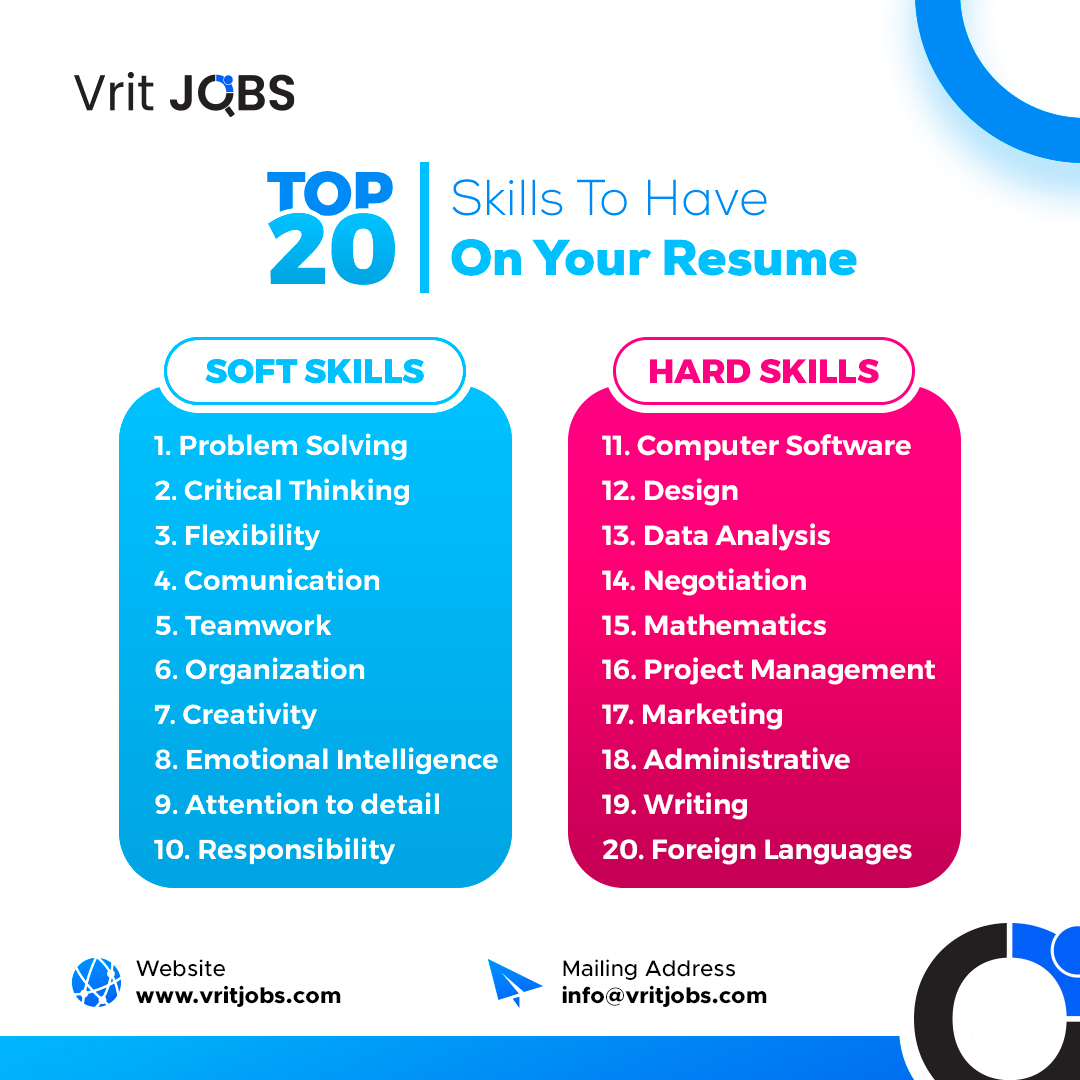 Vrit JOBS
TOP
20
Skills To Have
On Your Resume
SOFT SKILLS
1. Problem Solving
2. Critical Thinking
3. Flexibility
4. Comunication
5. Teamwork
6. Organization
7. Creativity
8. Emotional Intelligence
9. Attention to detail
10. Responsibility
HARD SKILLS
11. Computer Software
12. Design
13. Data Analysis
14. Negotiation
15. Mathematics
16. Project Management
17. Marketing
18. Administrative
19. Writing
20. Foreign Languages
Website
www.vritjobs.com
Mailing Address
info@vritjobs.com